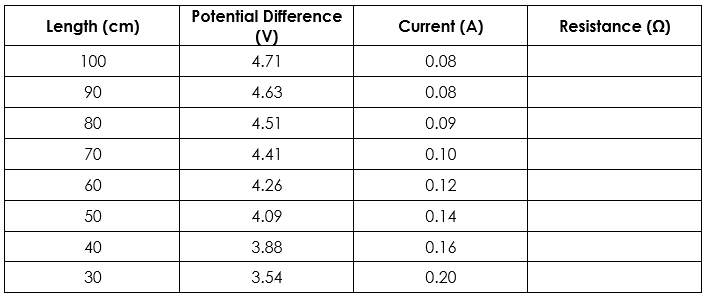 Length (cm) Potential Difference (V) Current (A) Resistance (Ω)
100 4.71 0.08
90 4.63 0.08
80 4.51 0.09
70 4.41 0.10
60 4.26 0.12
50 4.09 0.14
40 3.88 0.16
30 3.54 0.20